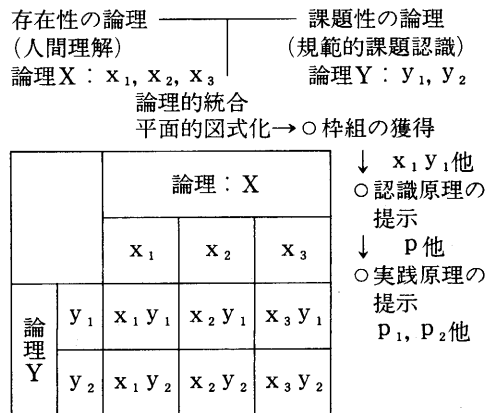 存在性の論理 課題性の論理
（人間理解） （規範的課題認識）
論理X：x₁, x₂, x₃ 論理Y：y₁, y₂
論理的統合
平面的図式化→○枠組の獲得
↓ x₁y₁他
○認識原理の
提示
↓ p他
○実践原理の
提示
p₁, p₂他
論理：X
x₁ x₂ x₃
論理Y
y₁ x₁y₁ x₂y₁ x₃y₁
y₂ x₁y₂ x₂y₂ x₃y₂